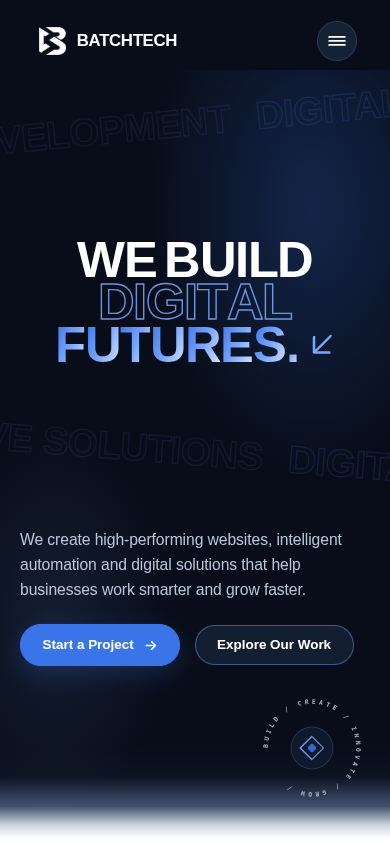 BATCHTECH
VELOPMENT DIGITAL
WE BUILD
DIGITAL
FUTURES.
VE SOLUTIONS DIGITA
We create high-performing websites, intelligent
automation and digital solutions that help
businesses work smarter and grow faster.
Start a Project
Explore Our Work
BUILD / CREATE / INNOVATE / GROW /